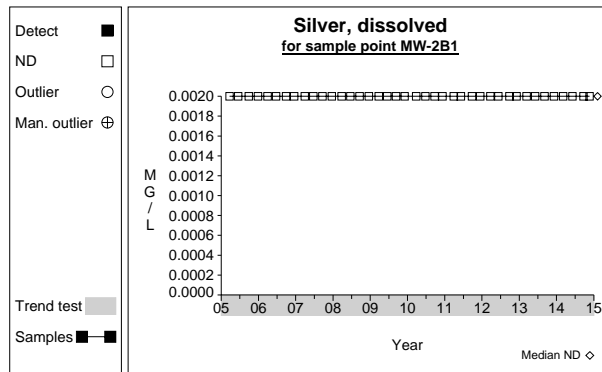 Detect
ND
Outlier
Man. outlier
Trend test
Samples
Silver, dissolved
for sample point MW-2B1
M
G
/
L
0.0020
0.0018
0.0016
0.0014
0.0012
0.0010
0.0008
0.0006
0.0004
0.0002
0.0000
05 06 07 08 09 10 11 12 13 14 15
Year
Median ND